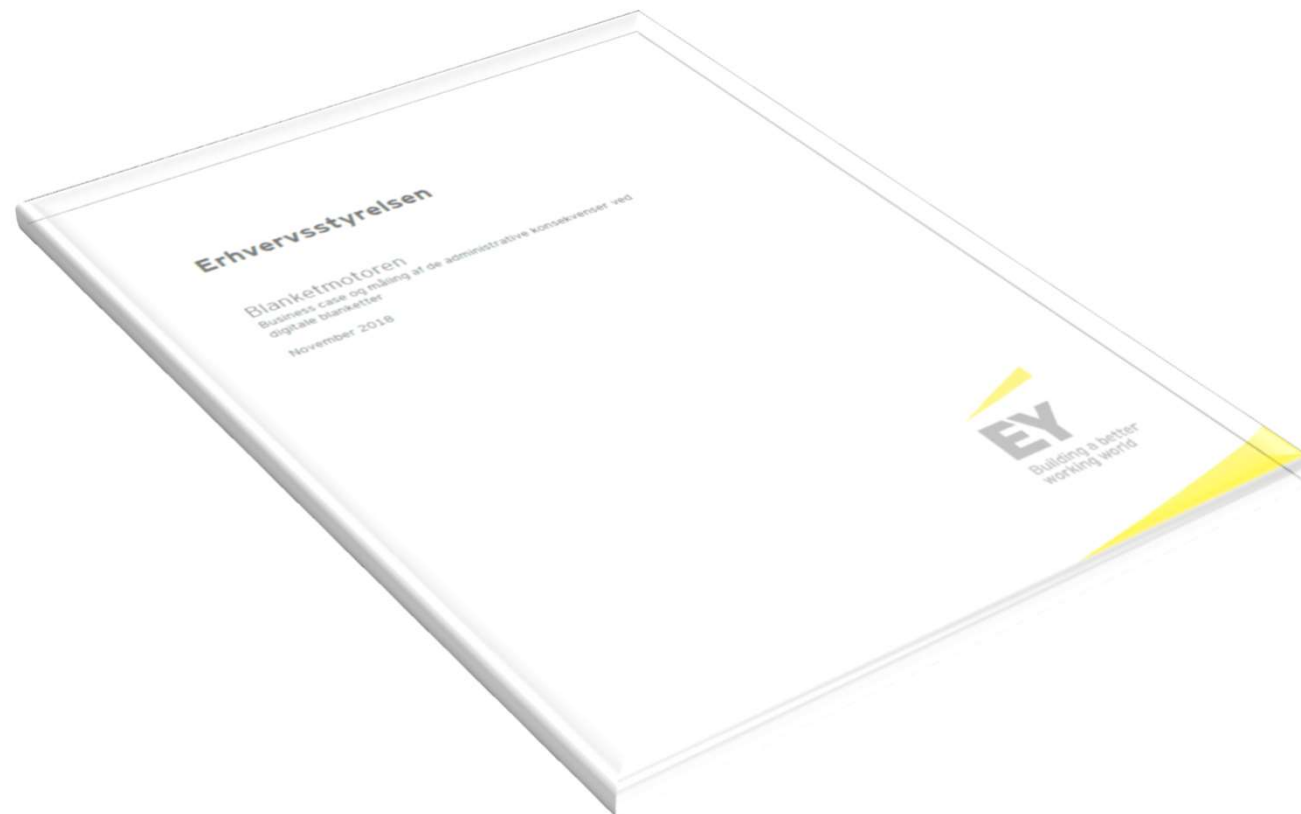 Erhvervsstyrelsen
Blanketmotoren
Business case og måling af de administrative konsekvenser ved
digitale blanketter
November 2018
EY
Building a better
working world